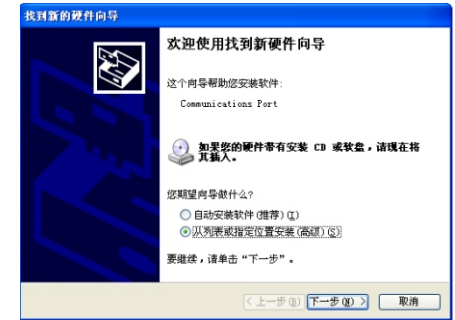 找到新的硬件向导
欢迎使用找到新硬件向导
这个向导帮助您安装软件:
Communications Port
如果您的硬件带有安装 CD 或软盘，请现在将
其插入。
您期望向导做什么?
自动安装软件(推荐)(I)
从列表或指定位置安装(高级)(S)
要继续，请单击“下一步”。
< 上一步(B)
下一步(N) >
取消